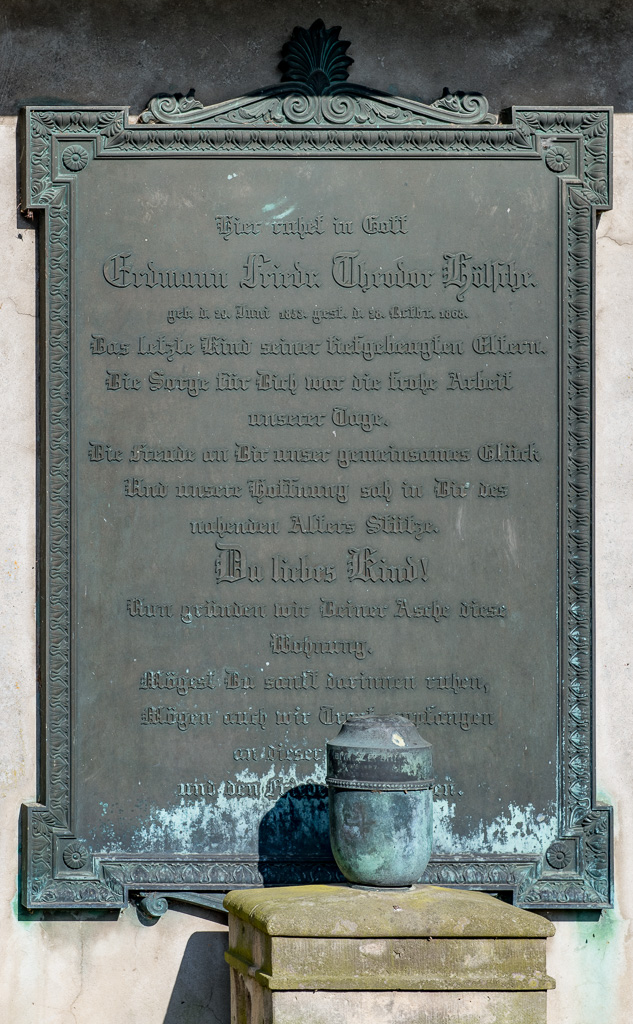 Hier ruhet in Gott
Erdmann Friedr. Theodor Hölsche.
geb. d. Juni gest. d. Octbr. 1868.
Das letzte Kind seiner tiefgebeugten Eltern.
Die Sorge für Dich war die frohe Arbeit
unserer Tage.
Die Freude an Dir unser gemeinsames Glück
Und unsere Hoffnung sah in Dir des
nahenden Alters Stütze.
Du liebes Kind!
Nun gründen wir Deiner Asche diese
Wohnung.
Mögest Du sanft darinnen ruhen,
Mögen auch wir Trost empfangen
an dieser
und den